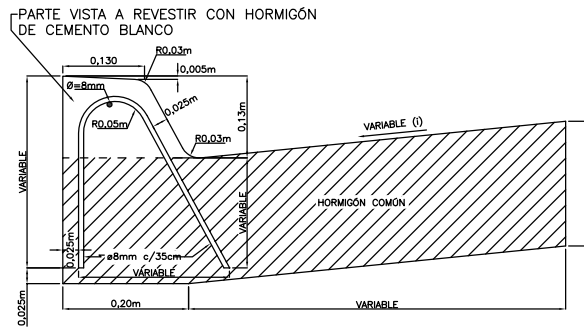 PARTE VISTA A REVESTIR CON HORMIGÓN
DE CEMENTO BLANCO
0,130
R0.03m
0,005m
Ø=8mm
0,025m
R0.05m
0,13m
R0,03m
VARIABLE (i)
VARIABLE
VARIABLE
HORMIGÓN COMÚN
0,025m
ø8mm c/35cm
VARIABLE
0,025m
0,20m
VARIABLE